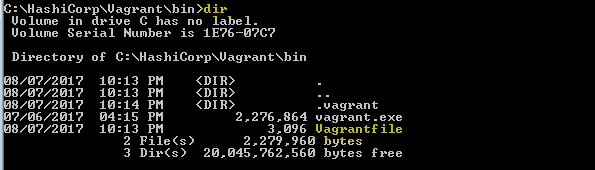 C:\HashiCorp\Vagrant\bin>dir
 Volume in drive C has no label.
 Volume Serial Number is 1E76-07C7

 Directory of C:\HashiCorp\Vagrant\bin

08/07/2017  10:13 PM    <DIR>          .
08/07/2017  10:13 PM    <DIR>          ..
08/07/2017  10:14 PM    <DIR>          .vagrant
07/06/2017  04:15 PM         2,276,864 vagrant.exe
08/07/2017  10:13 PM             3,096 Vagrantfile
               2 File(s)      2,279,960 bytes
               3 Dir(s)  20,045,762,560 bytes free